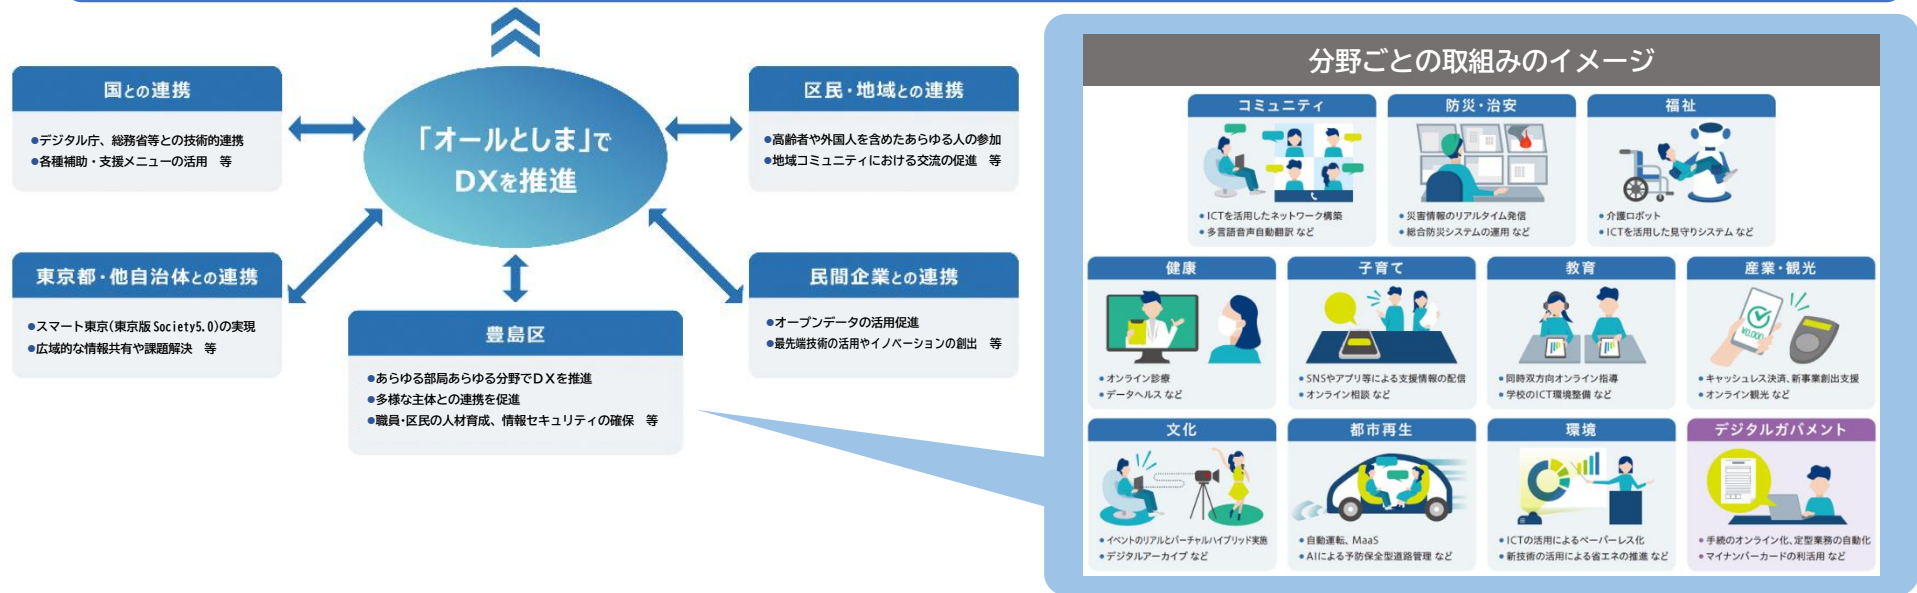 国との連携
●デジタル庁、総務省等との技術的連携
●各種補助・支援メニューの活用 等
「オールとしま」で
DXを推進
区民・地域との連携
●高齢者や外国人を含めたあらゆる人の参加
●地域コミュニティにおける交流の促進 等
東京都・他自治体との連携
●スマート東京(東京版Society5.0)の実現
●広域的な情報共有や課題解決 等
豊島区
●あらゆる部局あらゆる分野でDXを推進
●多様な主体との連携を促進
●職員・区民の人材育成、情報セキュリティの確保 等
民間企業との連携
●オープンデータの活用促進
●最先端技術の活用やイノベーションの創出 等
分野ごとの取組みのイメージ
コミュニティ
●ICTを活用したネットワーク構築
●多言語音声自動翻訳 など
防災・治安
●災害情報のリアルタイム発信
●総合防災システムの運用 など
福祉
●介護ロボット
●ICTを活用した見守りシステム など
健康
●オンライン診療
●データヘルス など
子育て
●SNSやアプリ等による支援情報の配信
●オンライン相談 など
教育
●同時双方向オンライン指導
●学校のICT環境整備 など
産業・観光
¥0,000
●キャッシュレス決済、新事業創出支援
●オンライン観光 など
文化
●イベントのリアルとバーチャルハイブリッド実施
●デジタルアーカイブ など
都市再生
●自動運転、MaaS
●AIによる予防保全型道路管理 など
環境
●ICTの活用によるペーパーレス化
●新技術の活用による省エネの推進 など
デジタルガバメント
●手続のオンライン化、定型業務の自動化
●マイナンバーカードの利活用 など